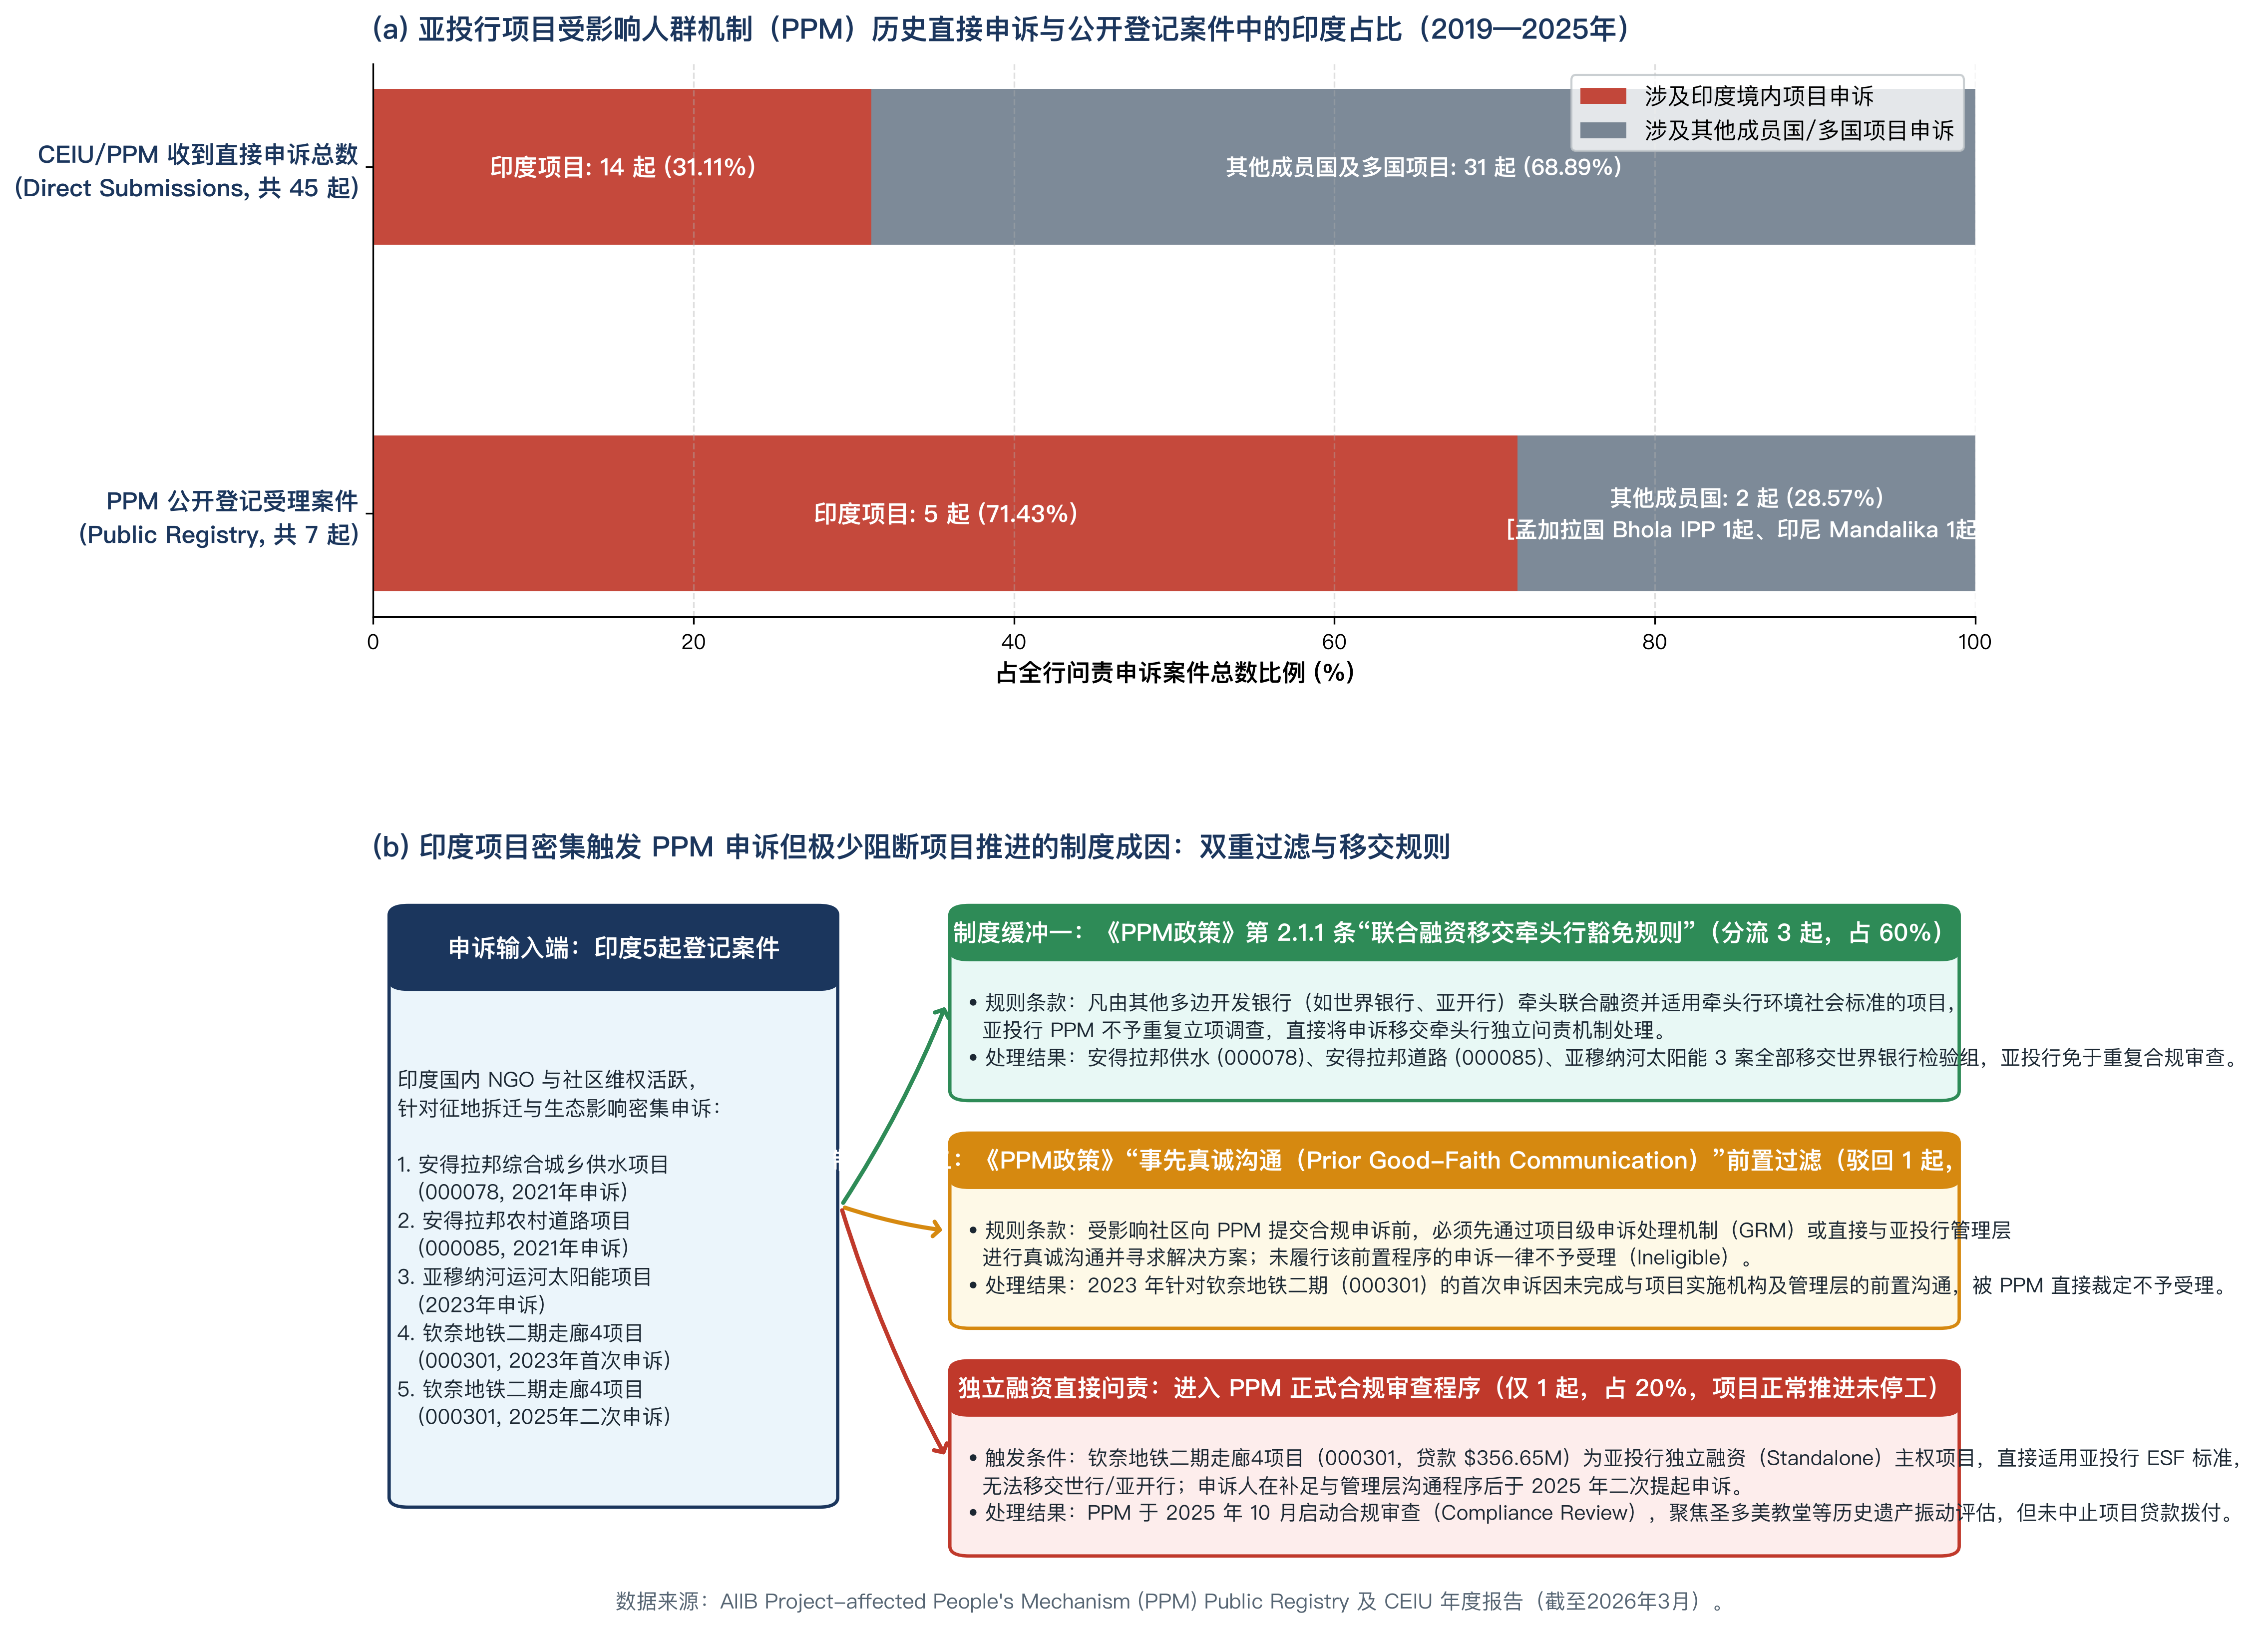 (a) 亚投行项目受影响人群机制（PPM）历史直接申诉与公开登记案件中的印度占比（2019—2025年）
涉及印度境内项目申诉
涉及其他成员国/多国项目申诉
CEIU/PPM 收到直接申诉总数
(Direct Submissions, 共 45 起)
印度项目: 14 起 (31.11%)
其他成员国及多国项目: 31 起 (68.89%)
PPM 公开登记受理案件
(Public Registry, 共 7 起)
印度项目: 5 起 (71.43%)
其他成员国: 2 起 (28.57%)
[孟加拉国 Bhola IPP 1起、印尼 Mandalika 1起
0 20 40 60 80 100
占全行问责申诉案件总数比例 (%)
(b) 印度项目密集触发 PPM 申诉但极少阻断项目推进的制度成因：双重过滤与移交规则
申诉输入端：印度5起登记案件
印度国内 NGO 与社区维权活跃，
针对征地拆迁与生态影响密集申诉：
1. 安得拉邦综合城乡供水项目
(000078, 2021年申诉)
2. 安得拉邦农村道路项目
(000085, 2021年申诉)
3. 亚穆纳河运河太阳能项目
(2023年申诉)
4. 钦奈地铁二期走廊4项目
(000301, 2023年首次申诉)
5. 钦奈地铁二期走廊4项目
(000301, 2025年二次申诉)
制度缓冲一：《PPM政策》第 2.1.1 条“联合融资移交牵头行豁免规则”（分流 3 起，占 60%）
• 规则条款：凡由其他多边开发银行（如世界银行、亚开行）牵头联合融资并适用牵头行环境社会标准的项目，
亚投行 PPM 不予重复立项调查，直接将申诉移交牵头行独立问责机制处理。
• 处理结果：安得拉邦供水 (000078)、安得拉邦道路 (000085)、亚穆纳河太阳能 3 案全部移交世界银行检验组，亚投行免于重复合规审查。
：《PPM政策》“事先真诚沟通（Prior Good-Faith Communication）”前置过滤（驳回 1 起，
• 规则条款：受影响社区向 PPM 提交合规申诉前，必须先通过项目级申诉处理机制（GRM）或直接与亚投行管理层
进行真诚沟通并寻求解决方案；未履行该前置程序的申诉一律不予受理（Ineligible）。
• 处理结果：2023 年针对钦奈地铁二期（000301）的首次申诉因未完成与项目实施机构及管理层的前置沟通，被 PPM 直接裁定不予受理。
独立融资直接问责：进入 PPM 正式合规审查程序（仅 1 起，占 20%，项目正常推进未停工）
• 触发条件：钦奈地铁二期走廊4项目（000301，贷款 $356.65M）为亚投行独立融资（Standalone）主权项目，直接适用亚投行 ESF 标准，
无法移交世行/亚开行；申诉人在补足与管理层沟通程序后于 2025 年二次提起申诉。
• 处理结果：PPM 于 2025 年 10 月启动合规审查（Compliance Review），聚焦圣多美教堂等历史遗产振动评估，但未中止项目贷款拨付。
数据来源：AIIB Project-affected People's Mechanism (PPM) Public Registry 及 CEIU 年度报告（截至2026年3月）。